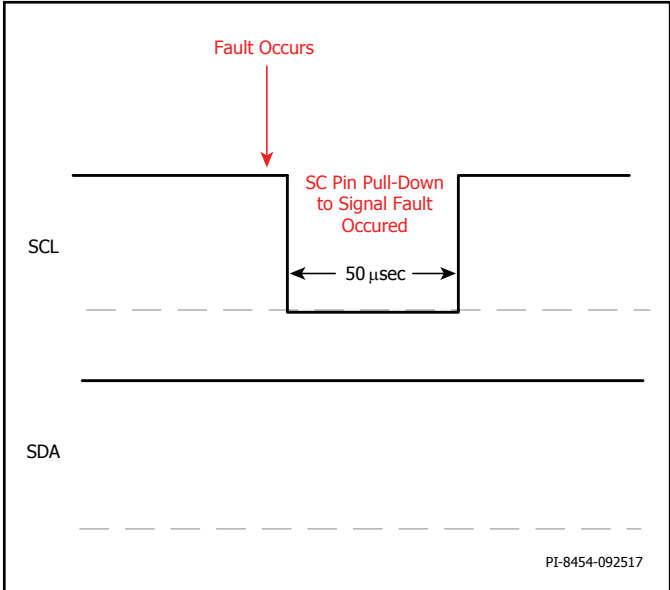 Fault Occurs
SC Pin Pull-Down
to Signal Fault
Occured
SCL
50 µsec
SDA
PI-8454-092517